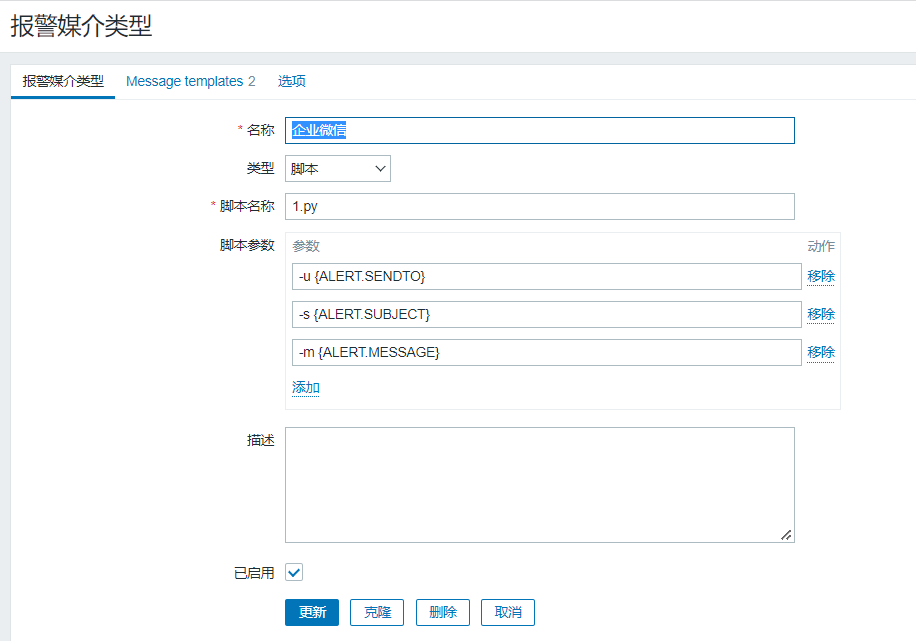 报警媒介类型
报警媒介类型 Message templates 2 选项
* 名称 企业微信
类型 脚本
* 脚本名称 1.py
脚本参数 参数 动作
-u {ALERT.SENDTO} 移除
-s {ALERT.SUBJECT} 移除
-m {ALERT.MESSAGE} 移除
添加
描述
已启用
更新 克隆 删除 取消